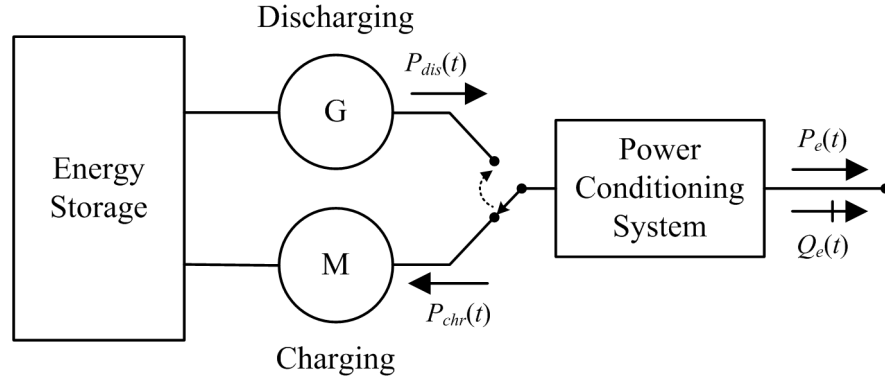 Discharging
P_dis(t)
G
Energy
Storage
Power
Conditioning
System
P_e(t)
Q_e(t)
M
P_chr(t)
Charging